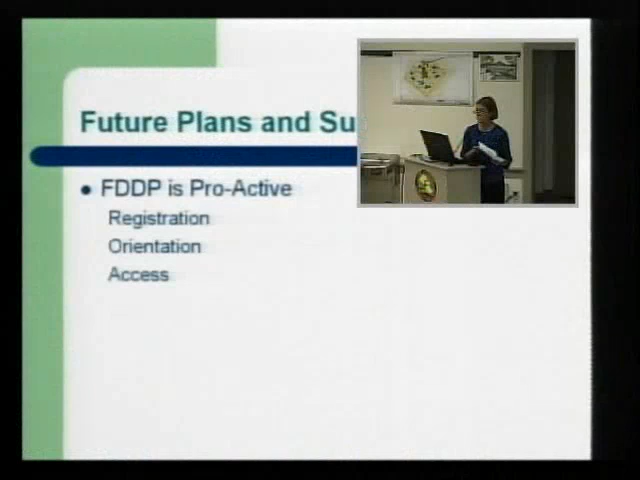 Future Plans and Su
FDDP is Pro-Active
Registration
Orientation
Access